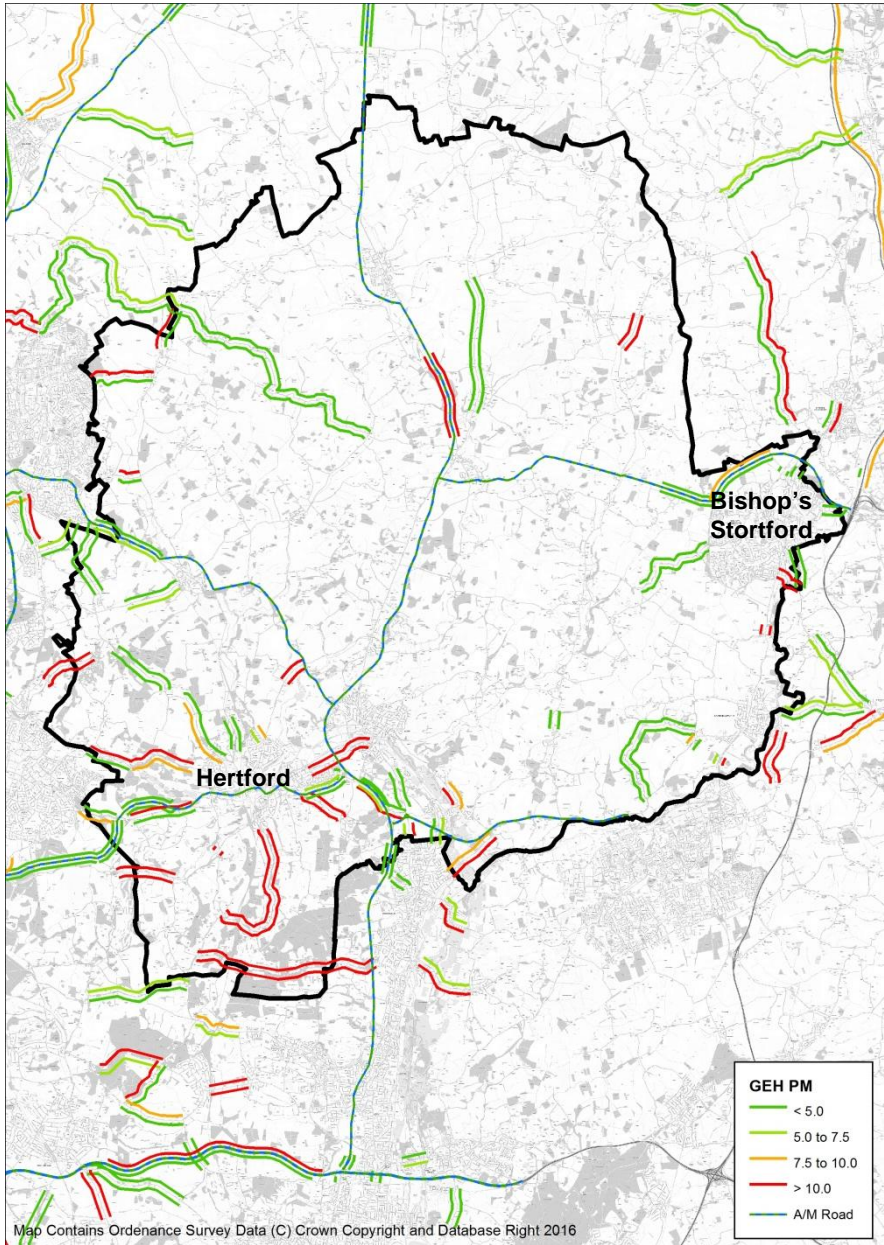 Bishop's
Stortford
Hertford
GEH PM
< 5.0
5.0 to 7.5
7.5 to 10.0
> 10.0
A/M Road
Map Contains Ordenance Survey Data (C) Crown Copyright and Database Right 2016